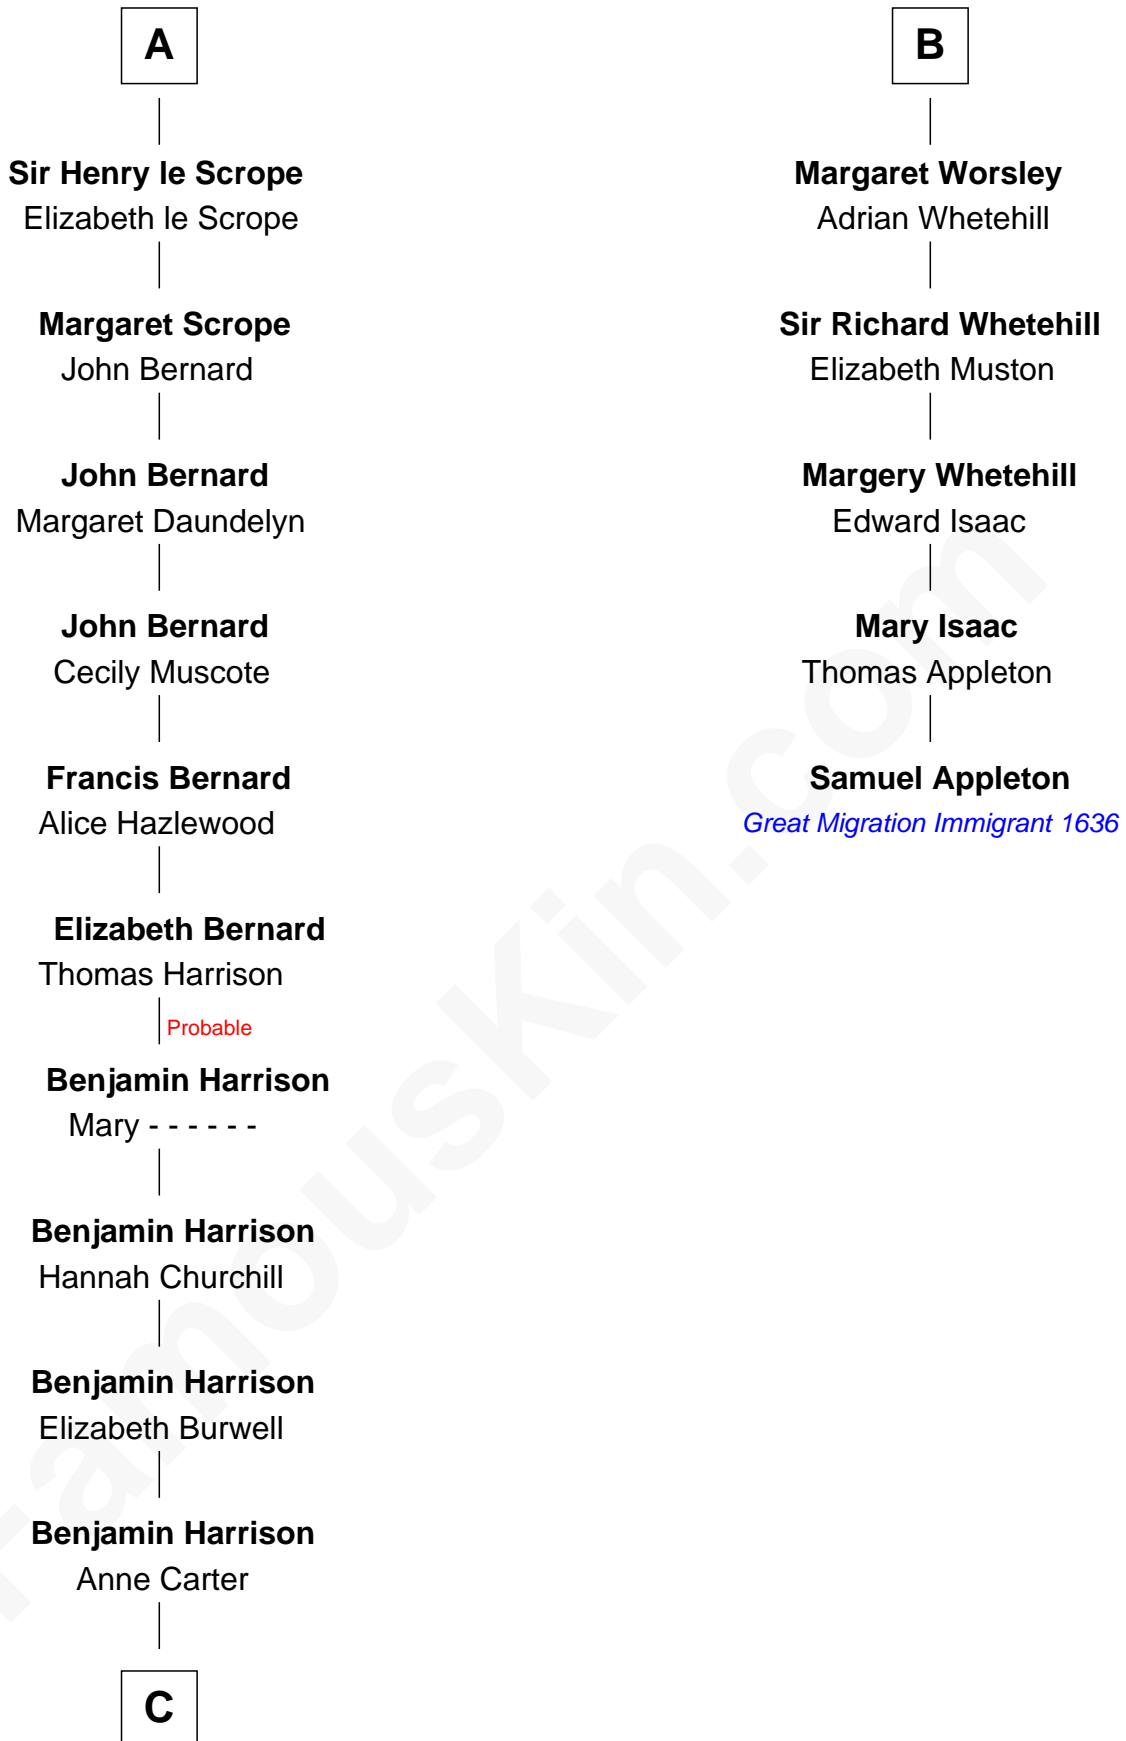 A
Sir Henry le Scrope
Elizabeth le Scrope
Margaret Scrope
John Bernard
John Bernard
Margaret Daundelyn
John Bernard
Cecily Muscote
Francis Bernard
Alice Hazlewood
Elizabeth Bernard
Thomas Harrison
Probable
Benjamin Harrison
Mary - - - - - -
Benjamin Harrison
Hannah Churchill
Benjamin Harrison
Elizabeth Burwell
Benjamin Harrison
Anne Carter
C
B
Margaret Worsley
Adrian Whetehill
Sir Richard Whetehill
Elizabeth Muston
Margery Whetehill
Edward Isaac
Mary Isaac
Thomas Appleton
Samuel Appleton
Great Migration Immigrant 1636
FamousKin.com